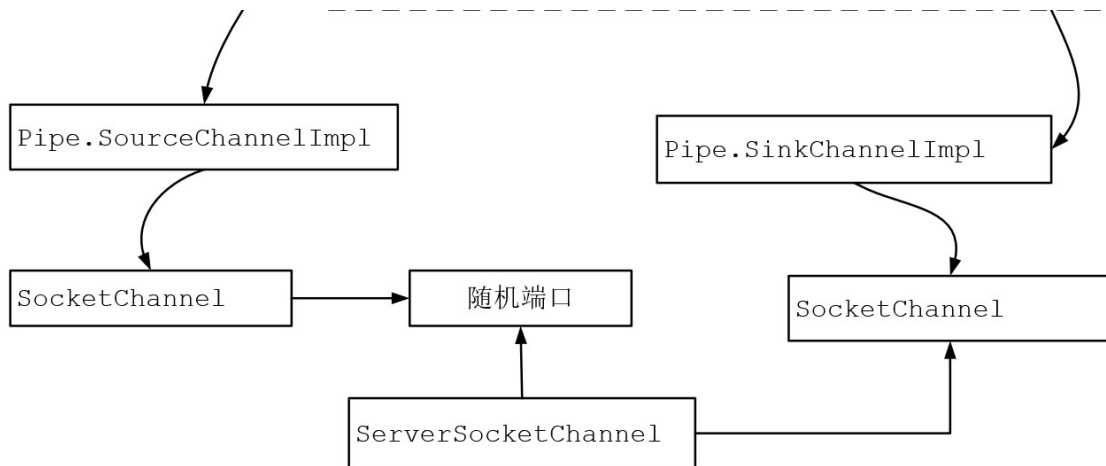 Pipe.SourceChannelImpl
Pipe.SinkChannelImpl
SocketChannel
随机端口
SocketChannel
ServerSocketChannel